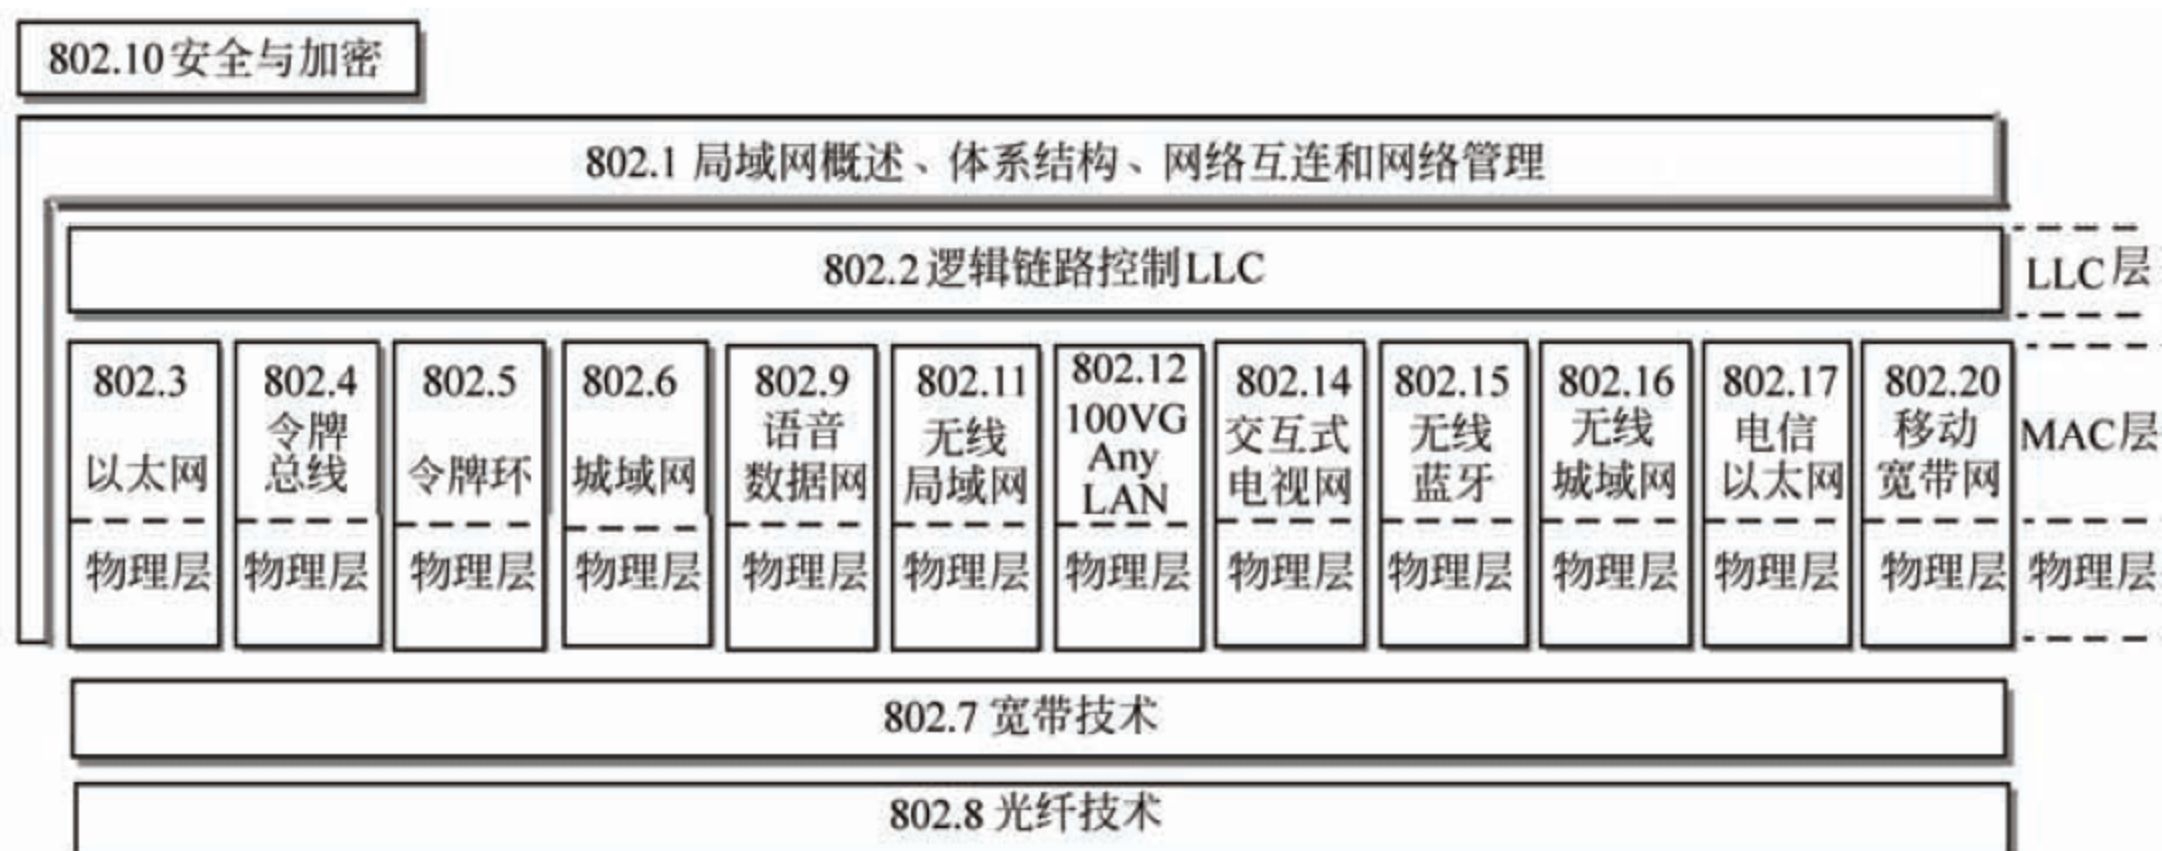 802.10安全与加密
802.1 局域网概述、体系结构、网络互连和网络管理
802.2逻辑链路控制LLC
LLC层
802.3
以太网
物理层
802.4
令牌
总线
物理层
802.5
令牌环
物理层
802.6
城域网
物理层
802.9
语音
数据网
物理层
802.11
无线
局域网
物理层
802.12
100VG
Any
LAN
物理层
802.14
交互式
电视网
物理层
802.15
无线
蓝牙
物理层
802.16
无线
城域网
物理层
802.17
电信
以太网
物理层
802.20
移动
宽带网
物理层
MAC层
物理层
802.7 宽带技术
802.8 光纤技术